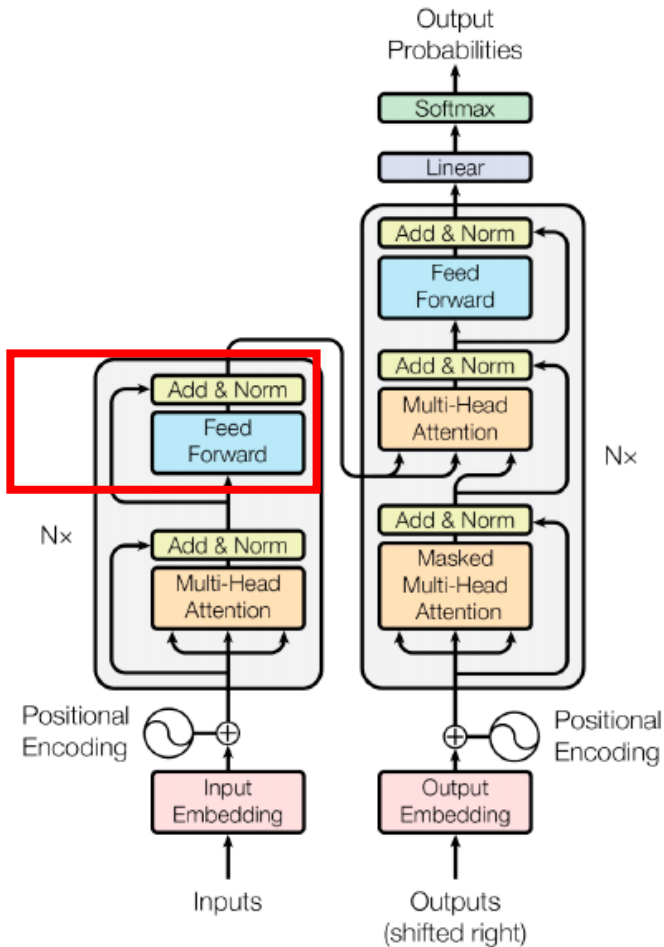 Output
Probabilities
Softmax
Linear
Add & Norm
Feed
Forward
Add & Norm
Multi-Head
Attention
Add & Norm
Masked
Multi-Head
Attention
Nx
Add & Norm
Feed
Forward
Add & Norm
Multi-Head
Attention
Nx
Positional
Encoding
Input
Embedding
Inputs
Positional
Encoding
Output
Embedding
Outputs
(shifted right)